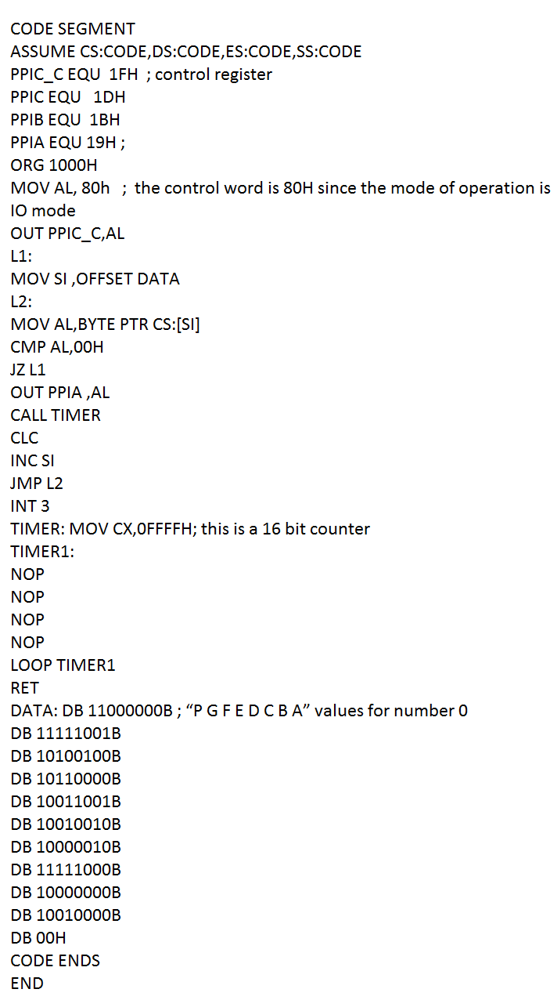 CODE SEGMENT
ASSUME CS:CODE,DS:CODE,ES:CODE,SS:CODE
PPIC_C EQU 1FH ; control register
PPIC EQU 1DH
PPIB EQU 1BH
PPIA EQU 19H ;
ORG 1000H
MOV AL, 80h ; the control word is 80H since the mode of operation is
IO mode
OUT PPIC_C,AL
L1:
MOV SI ,OFFSET DATA
L2:
MOV AL,BYTE PTR CS:[SI]
CMP AL,00H
JZ L1
OUT PPIA ,AL
CALL TIMER
CLC
INC SI
JMP L2
INT 3
TIMER: MOV CX,0FFFFH; this is a 16 bit counter
TIMER1:
NOP
NOP
NOP
NOP
LOOP TIMER1
RET
DATA: DB 11000000B ; “P G F E D C B A” values for number 0
DB 11111001B
DB 10100100B
DB 10110000B
DB 10011001B
DB 10010010B
DB 10000010B
DB 11111000B
DB 10000000B
DB 10010000B
DB 00H
CODE ENDS
END